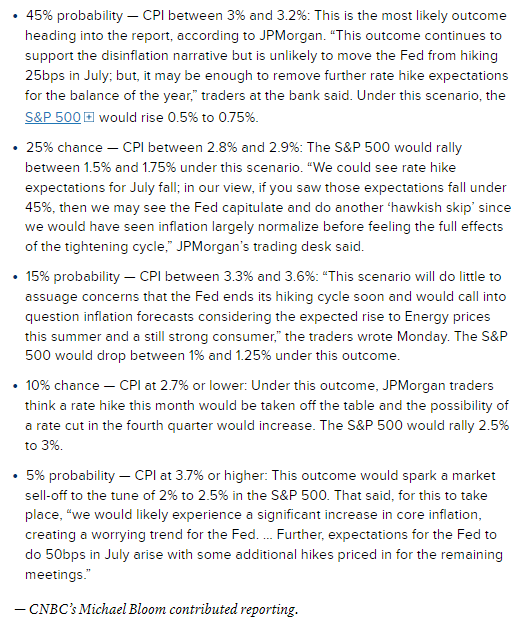 • 45% probability — CPI between 3% and 3.2%: This is the most likely outcome
heading into the report, according to JPMorgan. “This outcome continues to
support the disinflation narrative but is unlikely to move the Fed from hiking
25bps in July; but, it may be enough to remove further rate hike expectations
for the balance of the year,” traders at the bank said. Under this scenario, the
S&P 500 would rise 0.5% to 0.75%.
• 25% chance — CPI between 2.8% and 2.9%: The S&P 500 would rally
between 1.5% and 1.75% under this scenario. “We could see rate hike
expectations for July fall; in our view, if you saw those expectations fall under
45%, then we may see the Fed capitulate and do another ‘hawkish skip’ since
we would have seen inflation largely normalize before feeling the full effects
of the tightening cycle,” JPMorgan’s trading desk said.
• 15% probability — CPI between 3.3% and 3.6%: “This scenario will do little to
assuage concerns that the Fed ends its hiking cycle soon and would call into
question inflation forecasts considering the expected rise to Energy prices
this summer and a still strong consumer,” the traders wrote Monday. The S&P
500 would drop between 1% and 1.25% under this outcome.
• 10% chance — CPI at 2.7% or lower: Under this outcome, JPMorgan traders
think a rate hike this month would be taken off the table and the possibility of
a rate cut in the fourth quarter would increase. The S&P 500 would rally 2.5%
to 3%.
• 5% probability — CPI at 3.7% or higher: This outcome would spark a market
sell-off to the tune of 2% to 2.5% in the S&P 500. That said, for this to take
place, “we would likely experience a significant increase in core inflation,
creating a worrying trend for the Fed. ... Further, expectations for the Fed to
do 50bps in July arise with some additional hikes priced in for the remaining
meetings.”
— CNBC’s Michael Bloom contributed reporting.